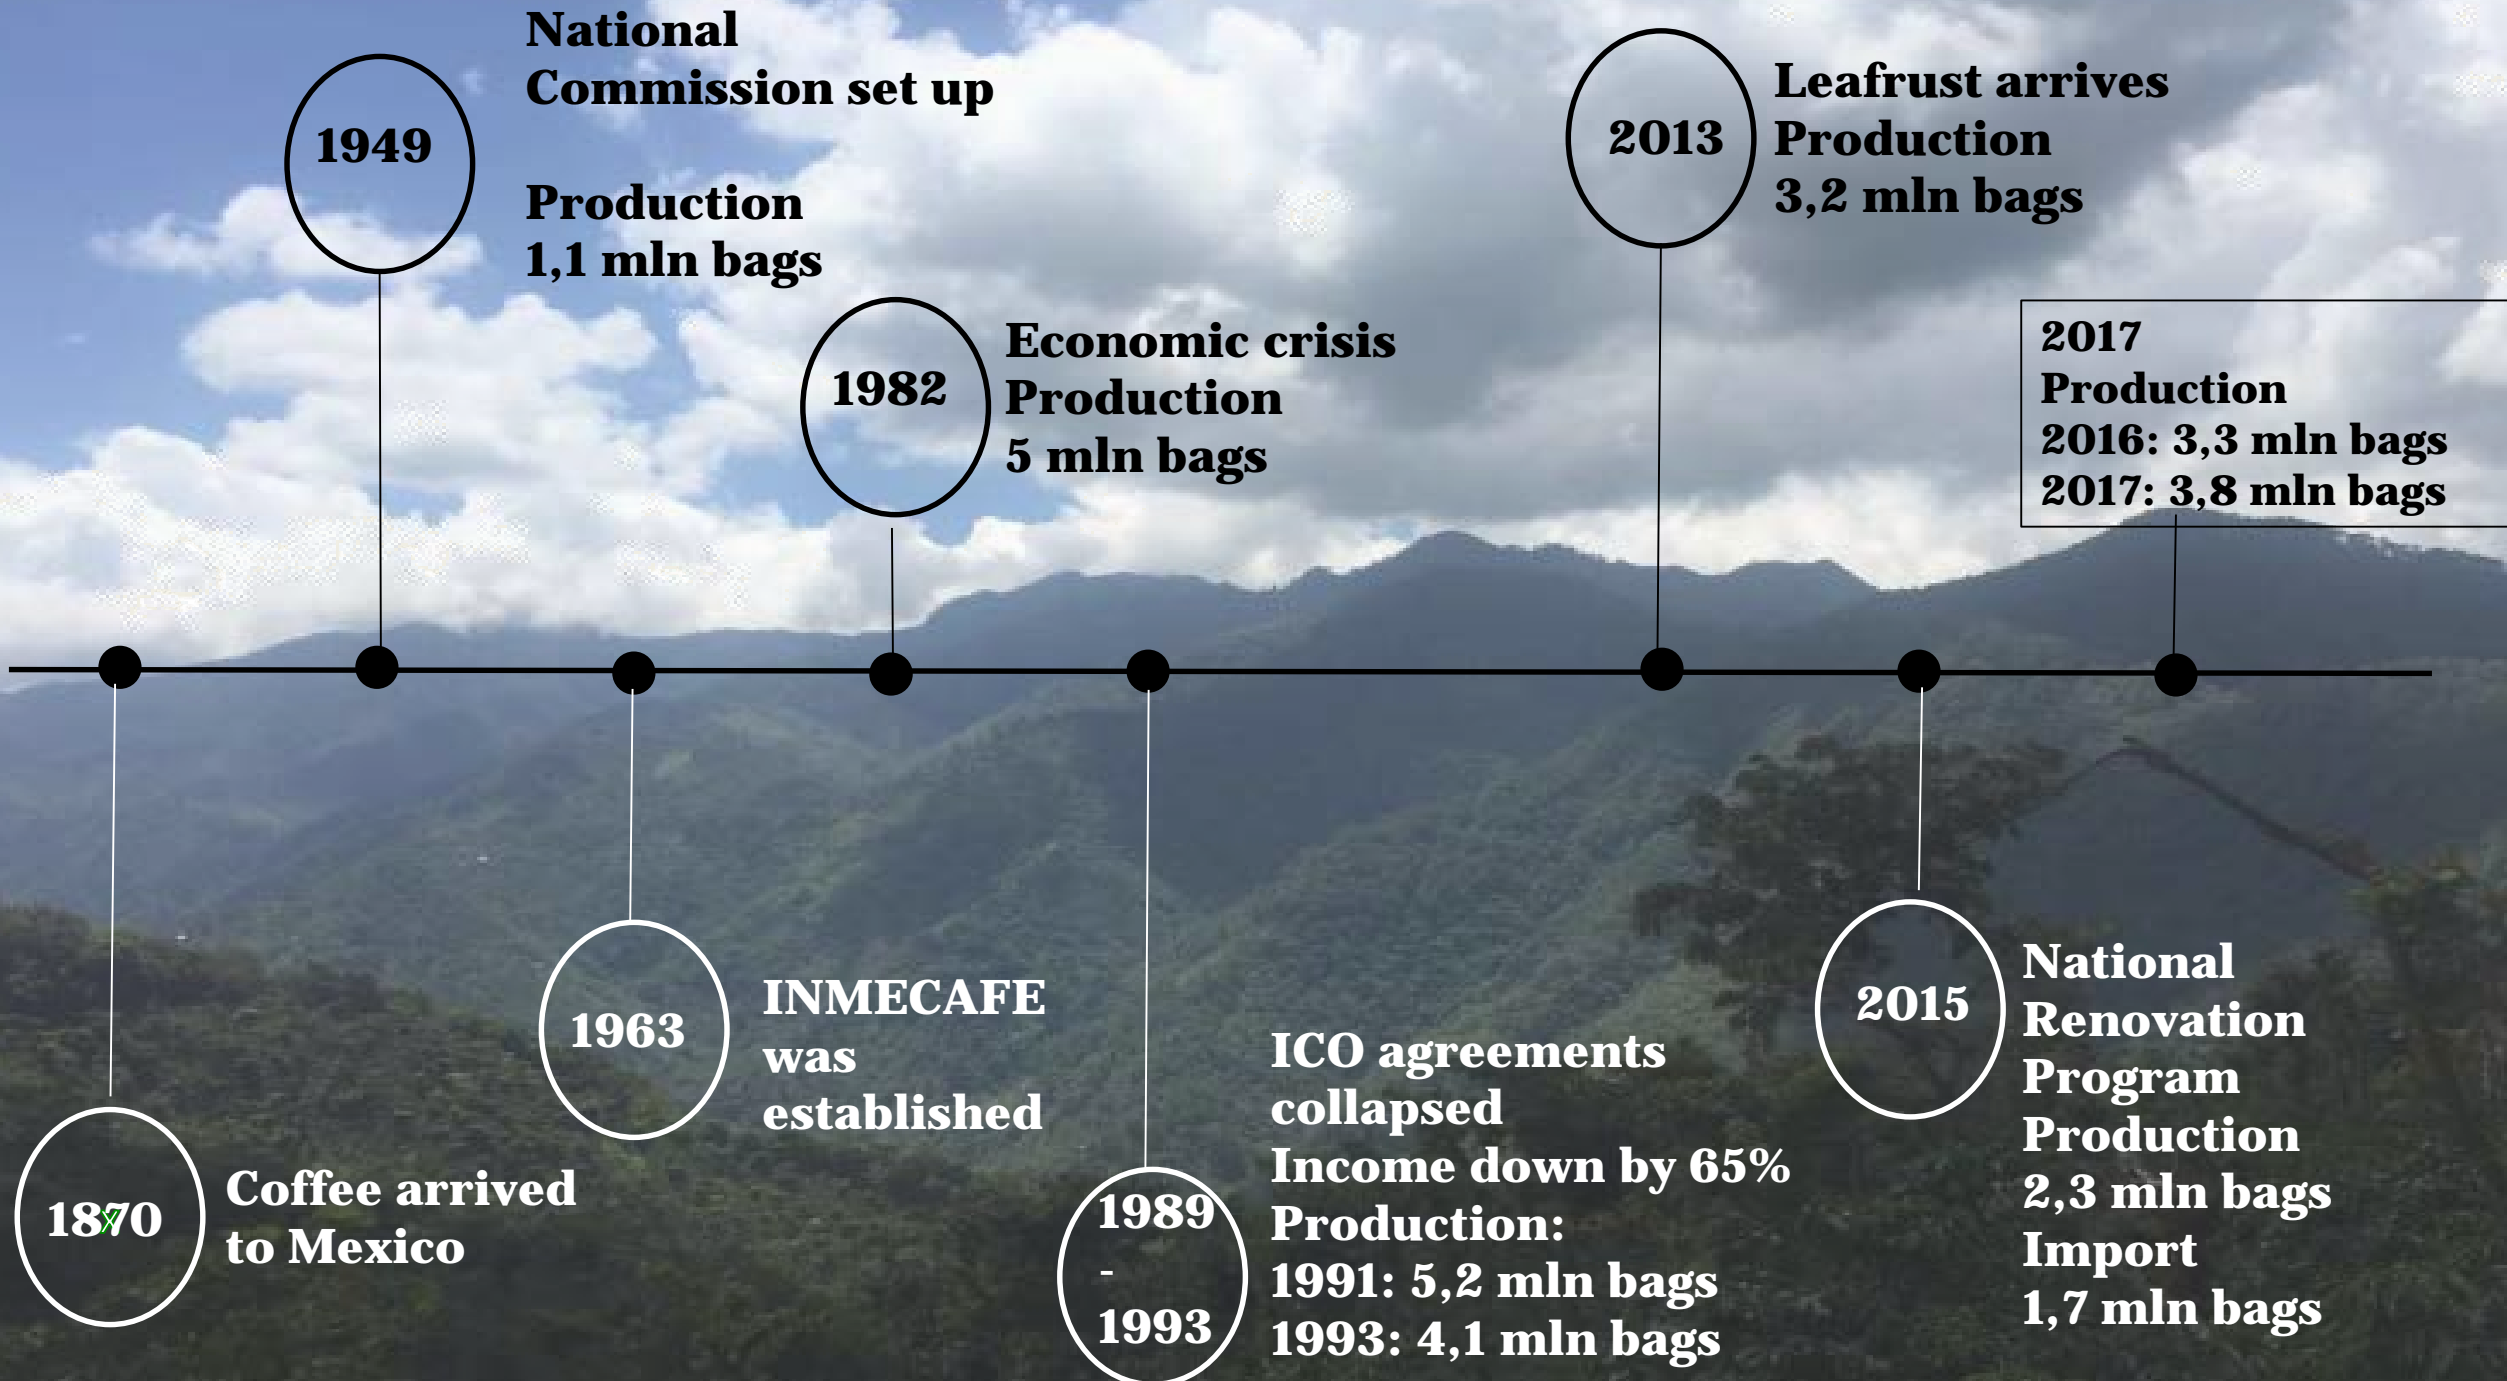 National
Commission set up
1949
Production
1,1 mln bags
2013
Leafrust arrives
Production
3,2 mln bags
1982
Economic crisis
Production
5 mln bags
2017
Production
2016: 3,3 mln bags
2017: 3,8 mln bags
1870
Coffee arrived
to Mexico
1963
INMECAFE
was
established
1989
-
1993
ICO agreements
collapsed
Income down by 65%
Production:
1991: 5,2 mln bags
1993: 4,1 mln bags
2015
National
Renovation
Program
Production
2,3 mln bags
Import
1,7 mln bags